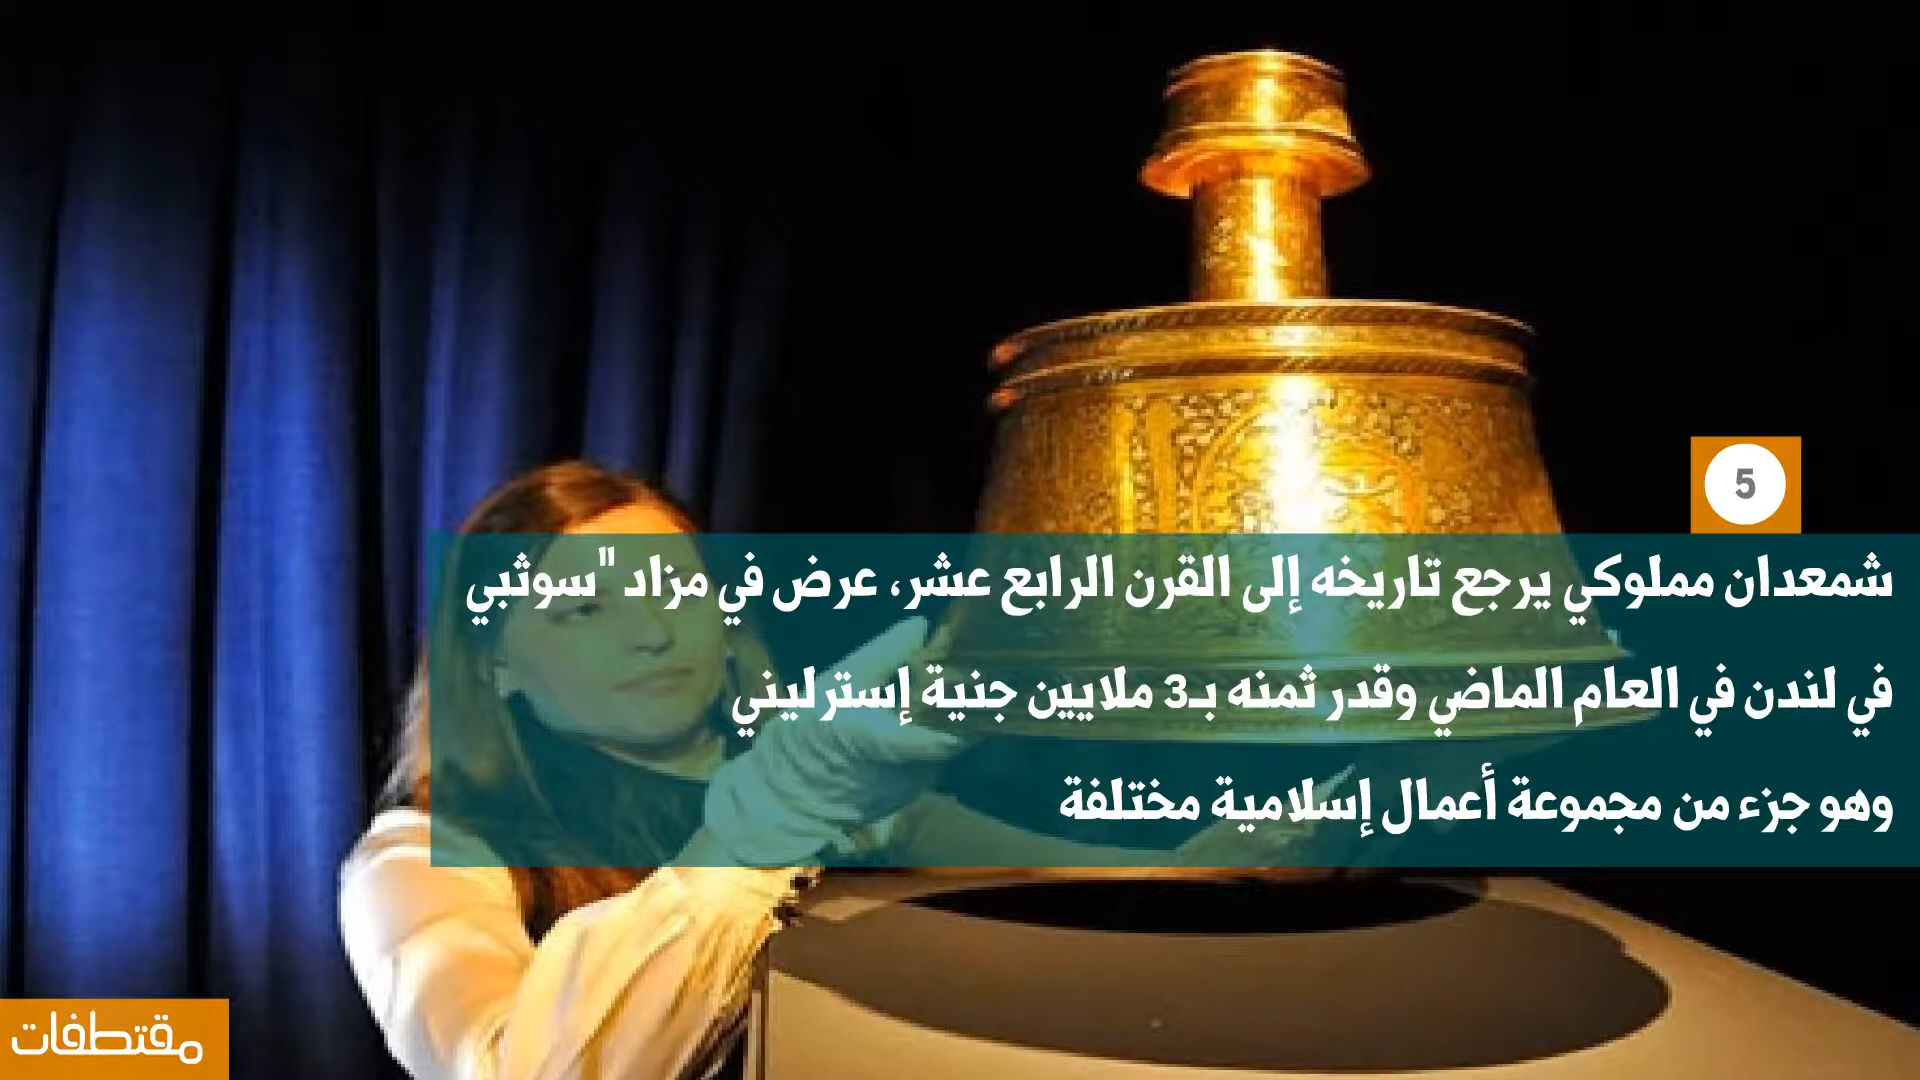 5
شمعدان مملوكي يرجع تاريخه إلى القرن الرابع عشر، عرض في مزاد "سوثبي
في لندن في العام الماضي وقدر ثمنه بـ3 ملايين جنية إسترليني
وهو جزء من مجموعة أعمال إسلامية مختلفة
مقتطفات